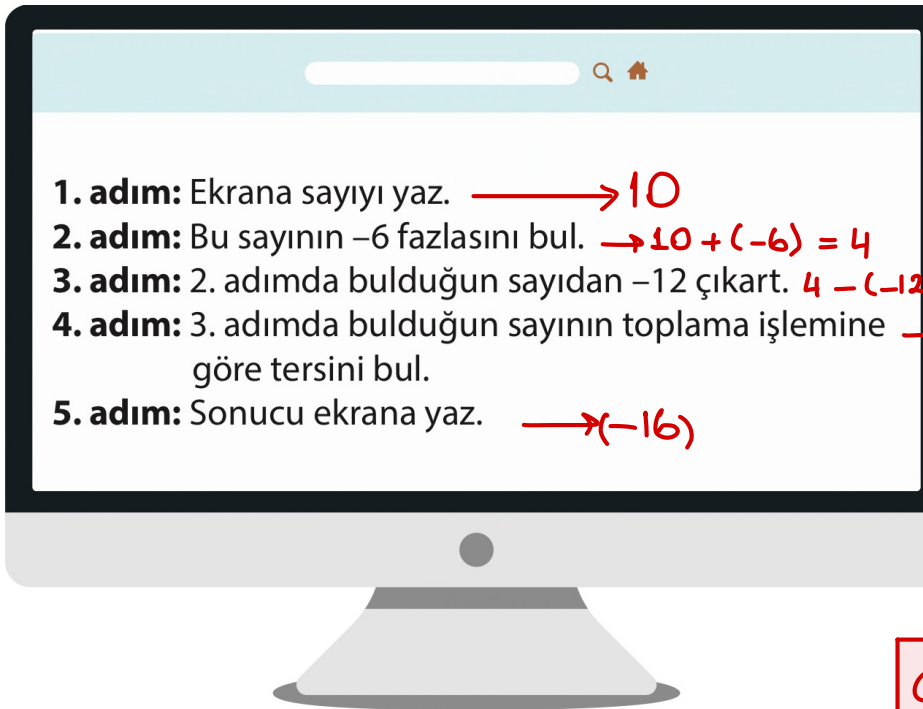 1. adım: Ekrana sayıyı yaz. → 10
2. adım: Bu sayının –6 fazlasını bul. → 10 + (-6) = 4
3. adım: 2. adımda bulduğun sayıdan –12 çıkart. 4 - (-12
4. adım: 3. adımda bulduğun sayının toplama işlemine
göre tersini bul.
5. adım: Sonucu ekrana yaz. → (-16)